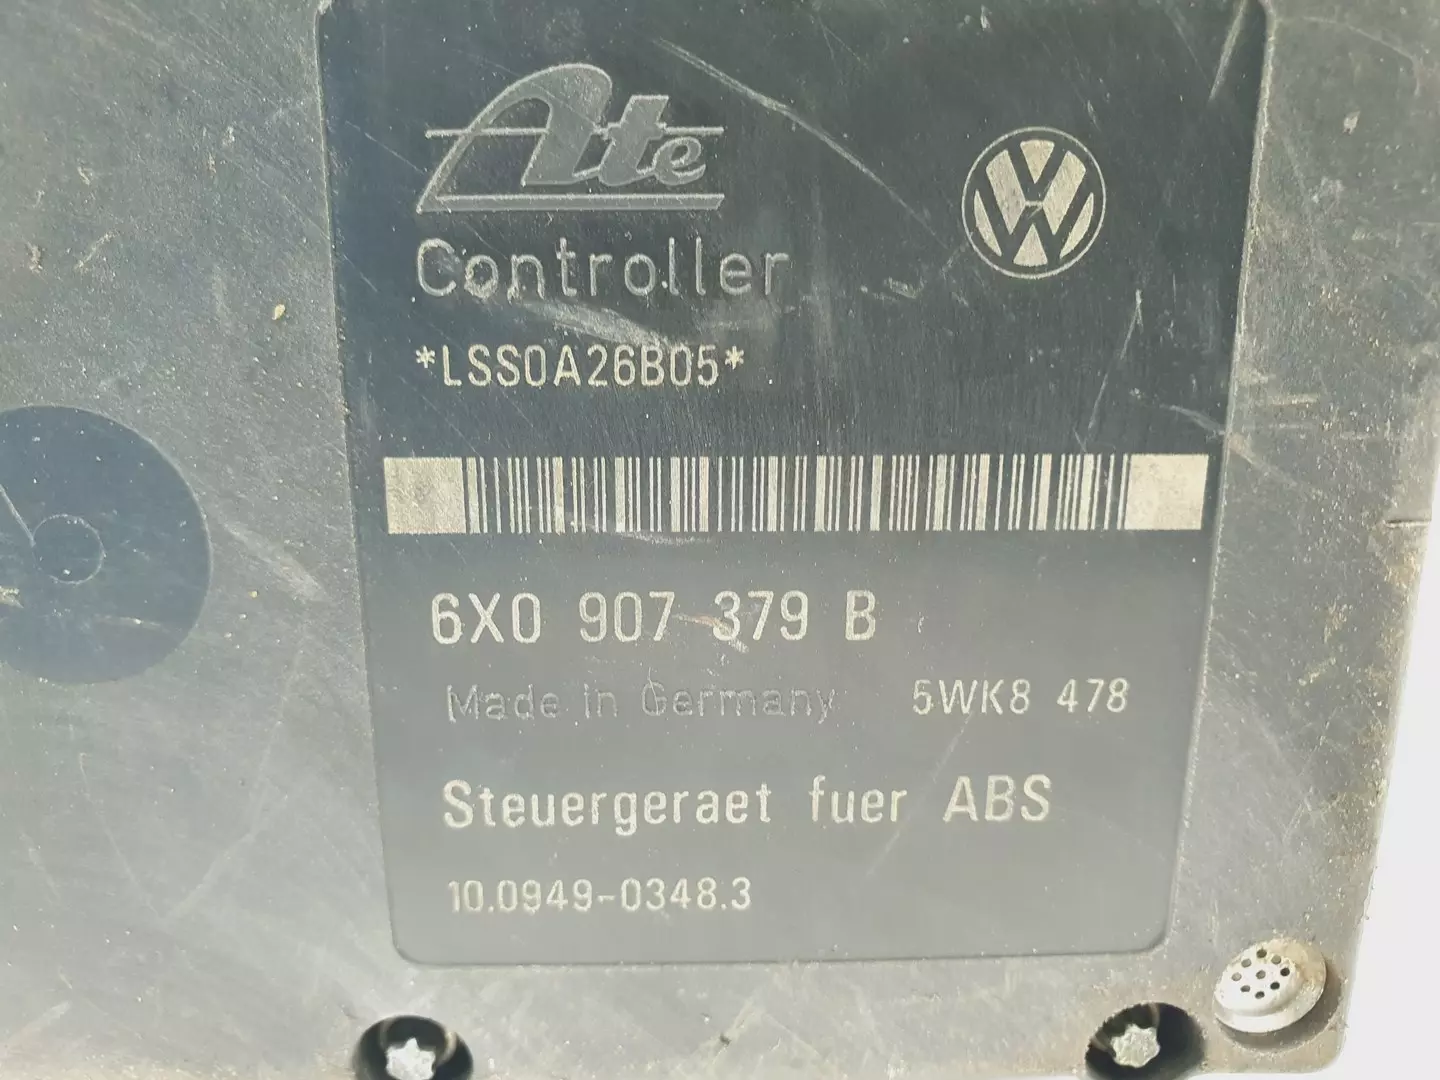 Ate
Controller
*LSS0A26B05*
6X0 907 379 B
Made in Germany 5WK8 478
Steuergeraet fuer ABS
10.0949-0348.3